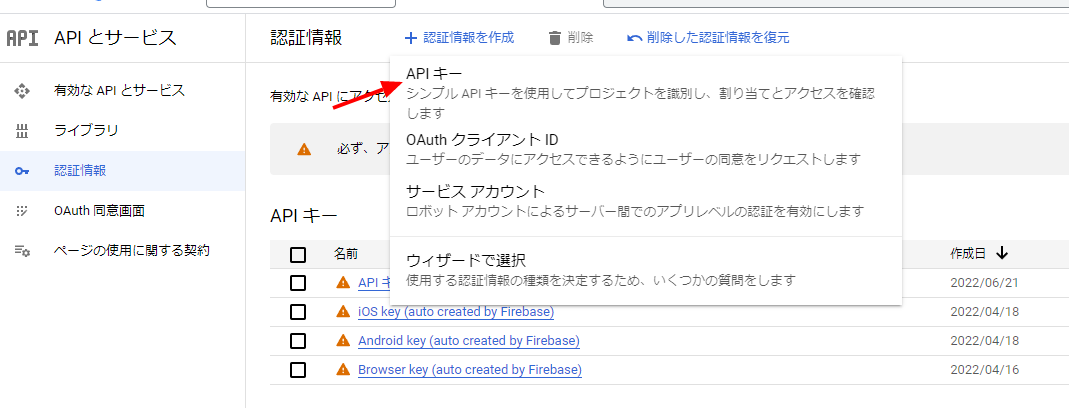 API API とサービス
認証情報
認証情報を作成
削除
削除した認証情報を復元
有効な API とサービス
ライブラリ
認証情報
OAuth 同意画面
ページの使用に関する契約
有効な API にアクセ
必ず、ア
API キー
シンプル API キーを使用してプロジェクトを識別し、割り当てとアクセスを確認
します
OAuth クライアント ID
ユーザーのデータにアクセスできるようにユーザーの同意をリクエストします
サービス アカウント
ロボット アカウントによるサーバー間でのアプリレベルの認証を有効にします
ウィザードで選択
使用する認証情報の種類を決定するため、いくつかの質問をします
API キー
名前 作成日
API キ 2022/06/21
iOS key (auto created by Firebase) 2022/04/18
Android key (auto created by Firebase) 2022/04/18
Browser key (auto created by Firebase) 2022/04/16